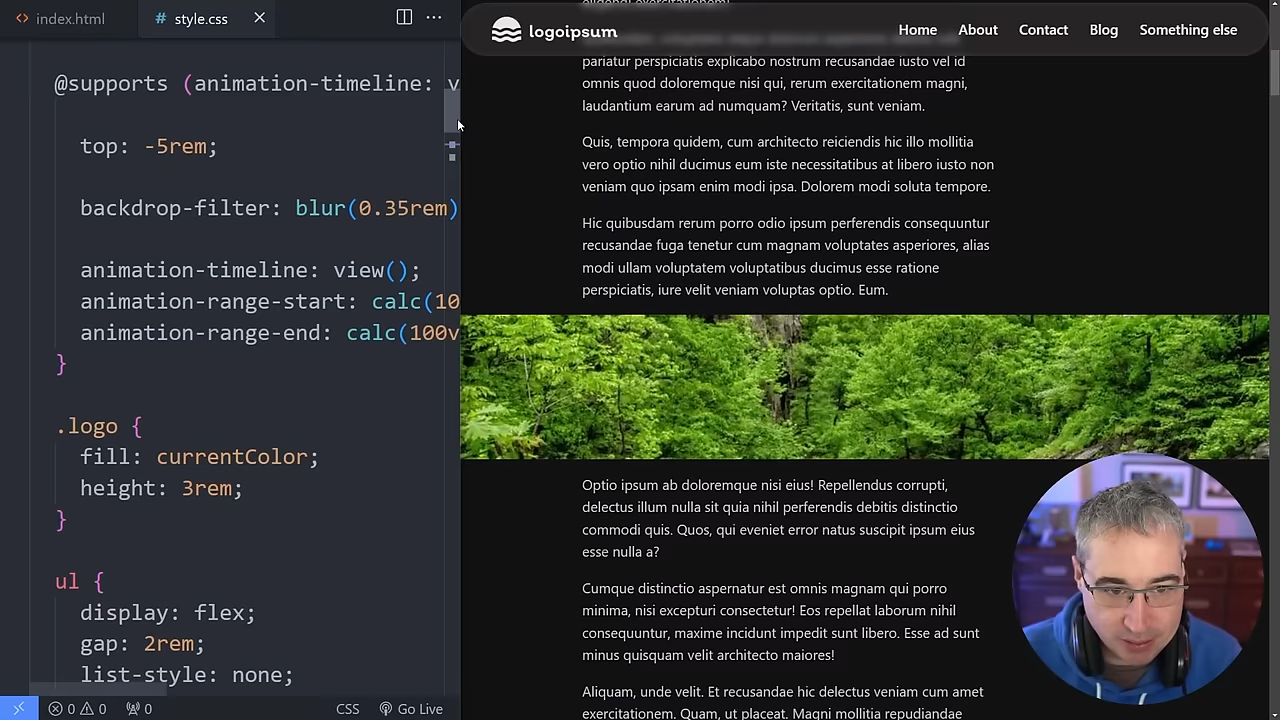 index.html
style.css
@supports (animation-timeline: v
top: -5rem;
backdrop-filter: blur(0.35rem)
animation-timeline: view();
animation-range-start: calc(10
animation-range-end: calc(100v
}
.logo {
fill: currentColor;
height: 3rem;
}
ul {
display: flex;
gap: 2rem;
list-style: none;
0 0 0 CSS Go Live
logoipsum Home About Contact Blog Something else
pariatur perspiciatis explicabo nostrum recusandae iusto vel id
omnis quod doloremque nisi qui, rerum exercitationem magni,
laudantium earum ad numquam? Veritatis, sunt veniam.
Quis, tempora quidem, cum architecto reiciendis hic illo mollitia
vero optio nihil ducimus eum iste necessitatibus at libero iusto non
veniam quo ipsam enim modi ipsa. Dolorem modi soluta tempore.
Hic quibusdam rerum porro odio ipsum perferendis consequuntur
recusandae fuga tenetur cum magnam voluptates asperiores, alias
modi ullam voluptatem voluptatibus ducimus esse ratione
perspiciatis, iure velit veniam voluptas optio. Eum.
Optio ipsum ab doloremque nisi eius! Repellendus corrupti,
delectus illum nulla sit quia nihil perferendis debitis distinctio
commodi quis. Quos, qui eveniet error natus suscipit ipsum eius
esse nulla a?
Cumque distinctio aspernatur est omnis magnam qui porro
minima, nisi excepturi consectetur! Eos repellat laborum nihil
consequuntur, maxime incidunt impedit sunt libero. Esse ad sunt
minus quisquam velit architecto maiores!
Aliquam, unde velit. Et recusandae hic delectus veniam cum amet
exercitationem. Quam, ut placeat. Magni mollitia repudiandae